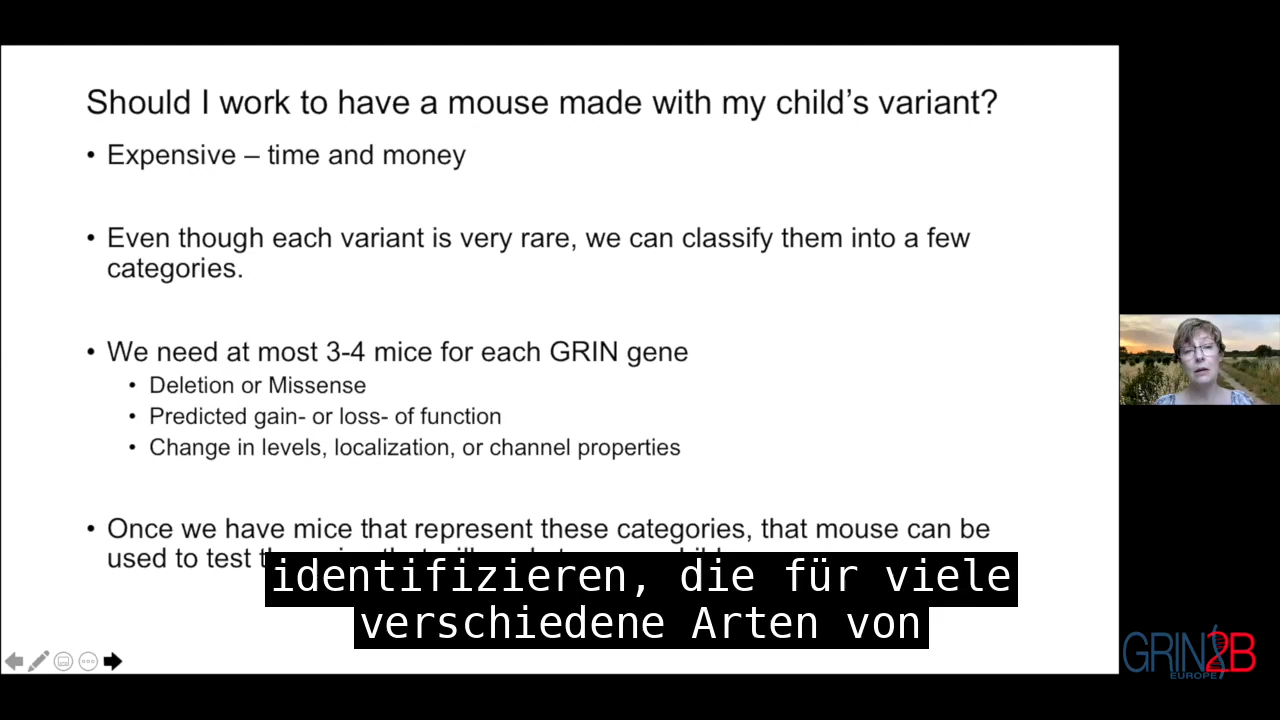 Should I work to have a mouse made with my child's variant?
• Expensive – time and money
• Even though each variant is very rare, we can classify them into a few
categories.
• We need at most 3-4 mice for each GRIN gene
• Deletion or Missense
• Predicted gain- or loss- of function
• Change in levels, localization, or channel properties
• Once we have mice that represent these categories, that mouse can be
used to test
identifizieren, die für viele
verschiedene Arten von
GRIN2B
EUROPE